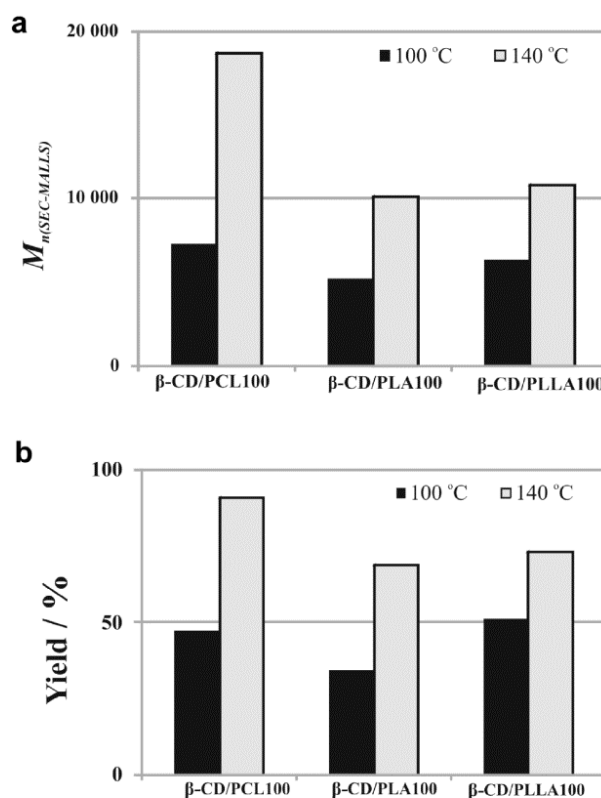 a
20 000
100 °C
140 °C
Mn(SEC-MALLS)
10 000
0
β-CD/PCL100
β-CD/PLA100
β-CD/PLLA100
b
100
100 °C
140 °C
Yield / %
50
0
β-CD/PCL100
β-CD/PLA100
β-CD/PLLA100